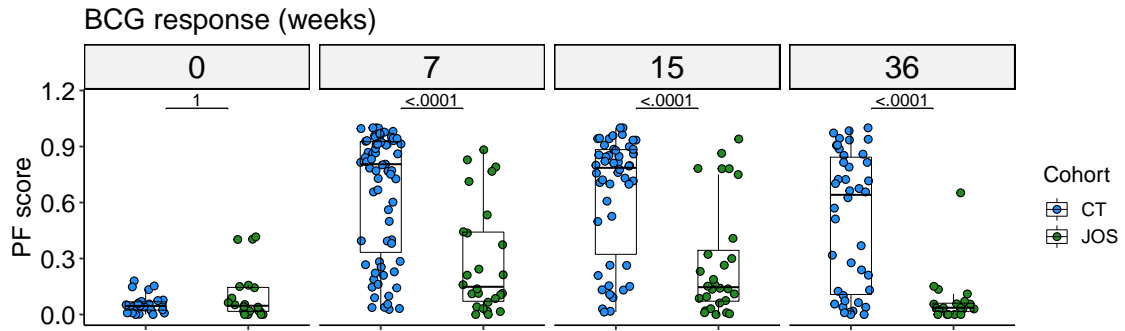 BCG response (weeks)
0 7 15 36
1 <.0001 <.0001 <.0001
PF score
1.2
0.9
0.6
0.3
0.0
Cohort
CT
JOS